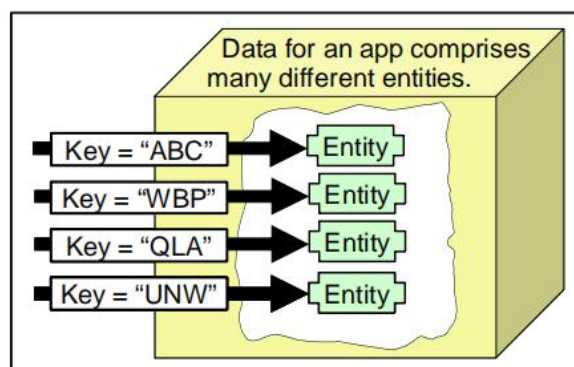 Data for an app comprises
many different entities.
Key = “ABC” Entity
Key = “WBP” Entity
Key = “QLA” Entity
Key = “UNW” Entity